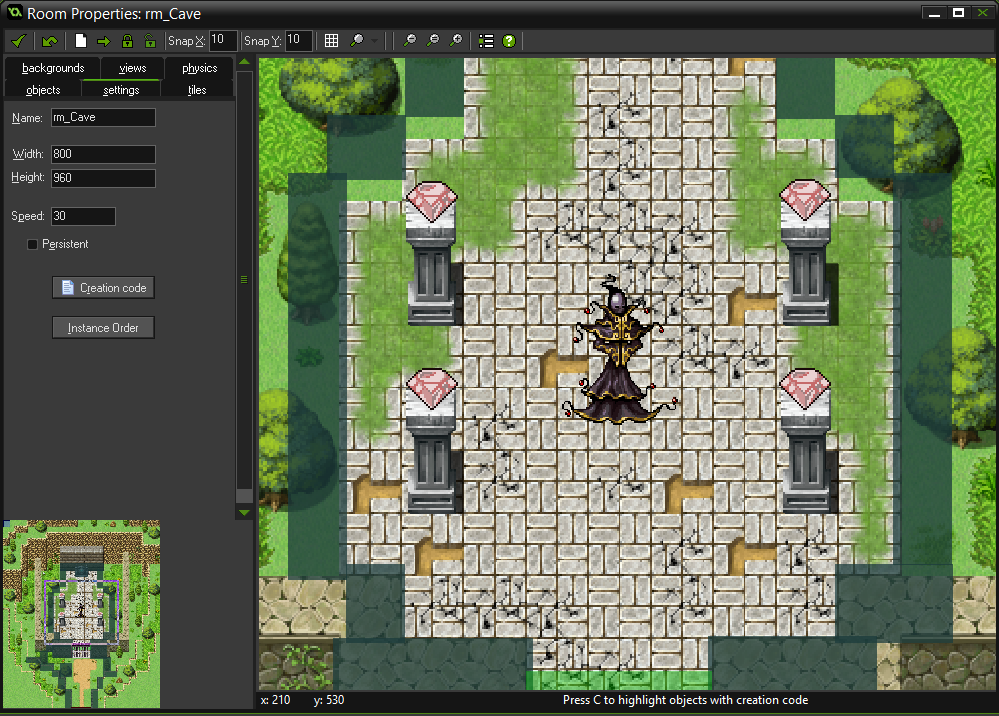 Room Properties: rm_Cave
Snap X: 10 Snap Y: 10
backgrounds views physics
objects settings tiles
Name: rm_Cave
Width: 800
Height: 960
Speed: 30
Persistent
Creation code
Instance Order
x: 210 y: 530 Press C to highlight objects with creation code